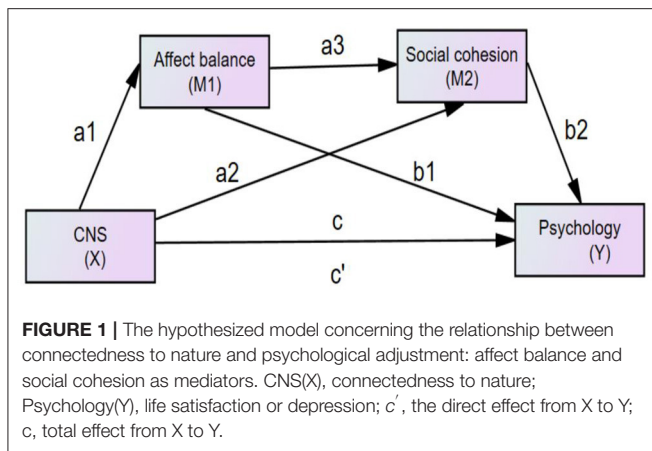 Affect balance
(M1)
a3
Social cohesion
(M2)
a1
a2
b1
b2
CNS
(X)
c
c'
Psychology
(Y)
FIGURE 1 | The hypothesized model concerning the relationship between
connectedness to nature and psychological adjustment: affect balance and
social cohesion as mediators. CNS(X), connectedness to nature;
Psychology(Y), life satisfaction or depression; c′, the direct effect from X to Y;
c, total effect from X to Y.